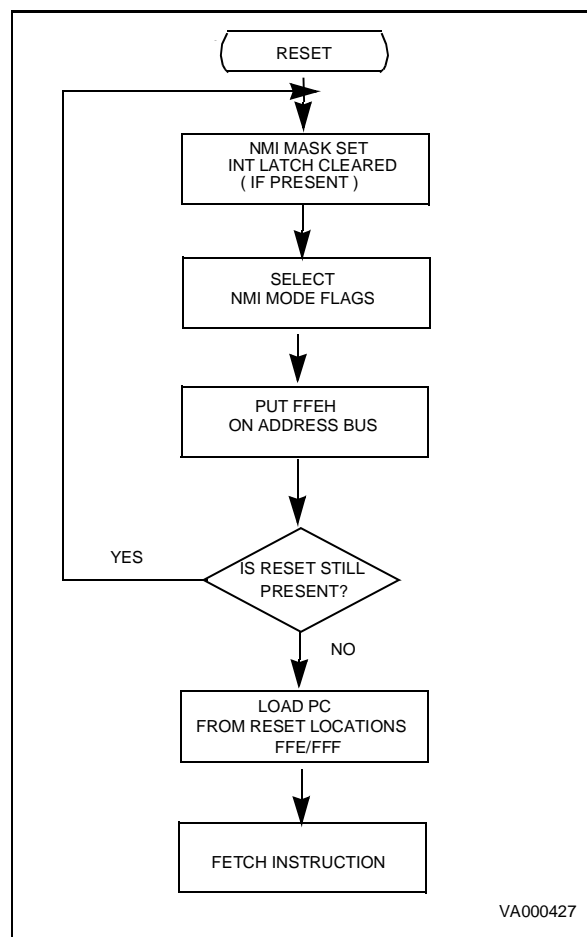 RESET
NMI MASK SET
INT LATCH CLEARED
( IF PRESENT )
SELECT
NMI MODE FLAGS
PUT FFEH
ON ADDRESS BUS
YES
IS RESET STILL
PRESENT?
NO
LOAD PC
FROM RESET LOCATIONS
FFE/FFF
FETCH INSTRUCTION
VA000427